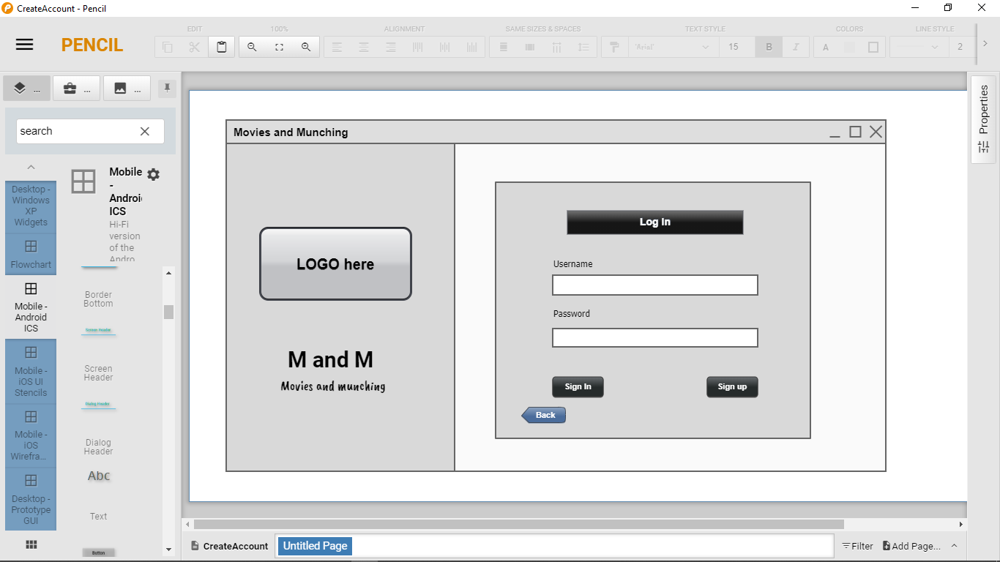 CreateAccount - Pencil
PENCIL
EDIT
100%
ALIGNMENT
SAME SIZES & SPACES
TEXT STYLE
COLORS
LINE STYLE
'Arial'
15
B
I
A
2
...
...
...
search
Desktop -
Windows
XP
Widgets
Flowchart
Mobile -
Android
ICS
Mobile -
iOS UI
Stencils
Mobile -
iOS
Wirefra...
Desktop -
Prototype
GUI
Mobile
-
Androi
ICS
Hi-Fi
version
of the
Andro
Border
Bottom
Screen Header
Screen
Header
Dialog Header
Dialog
Header
Abc
Text
Button
Movies and Munching
LOGO here
M and M
Movies and munching
Log In
Username
Password
Sign In
Sign up
Back
Properties
CreateAccount
Untitled Page
Filter
Add Page...